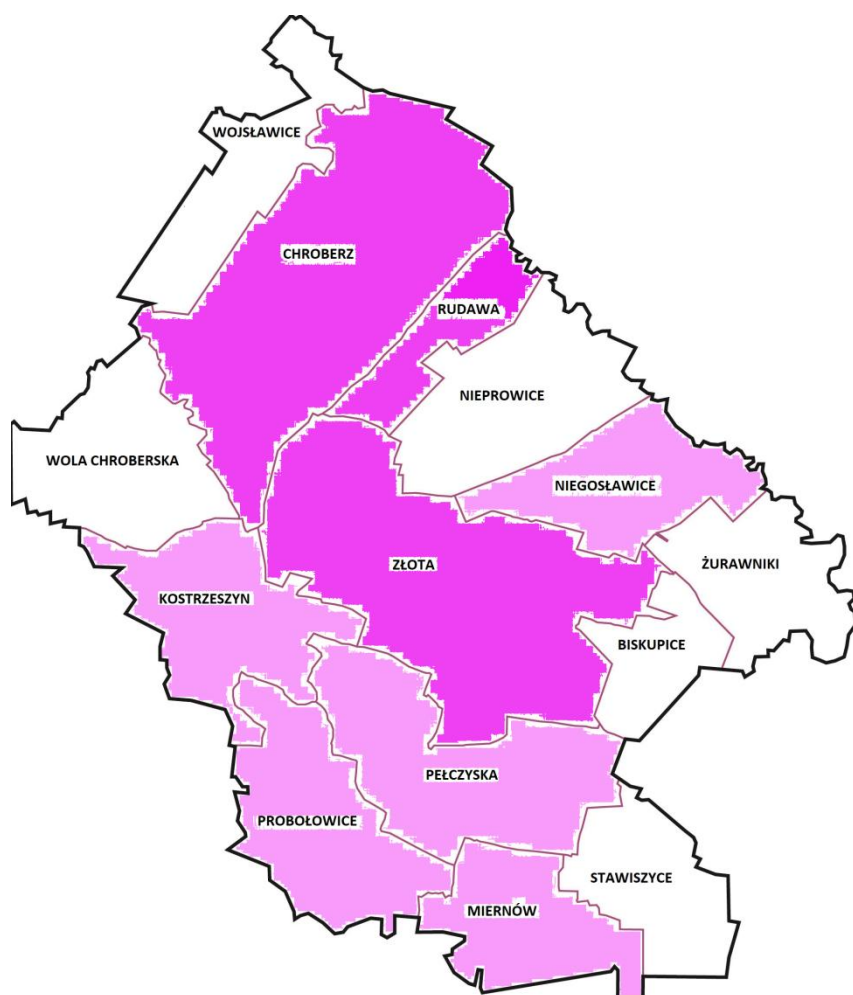 WOJSŁAWICE
CHROBERZ
RUDAWA
NIEPROWICE
WOLA CHROBERSKA
NIEGOSŁAWICE
ZŁOTA
ŻURAWNIKI
KOSTRZESZYN
BISKUPICE
PEŁCZYSKA
PROBOŁOWICE
STAWISZYCE
MIERNÓW